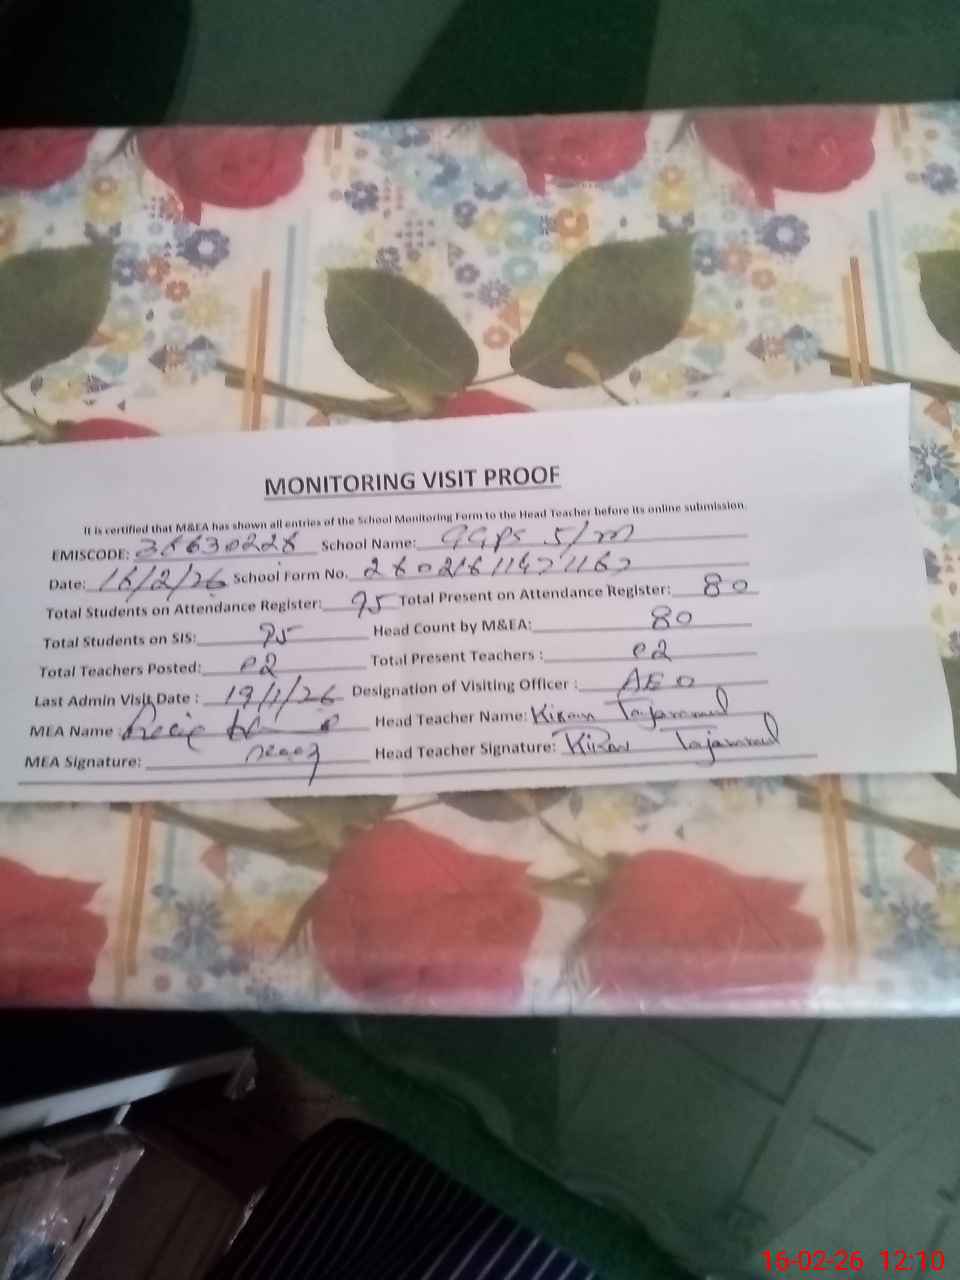 MONITORING VISIT PROOF
It is certified that M&EA has shown all entries of the School Monitoring Form to the Head Teacher before its online submission.
EMISCODE: 36630228 School Name: GGPS 5/m
Date: 16/2/26 School Form No.
Total Students on Attendance Register: 95 Total Present on Attendance Register: 80
Total Students on SIS: 95 Head Count by M&EA: 80
Total Teachers Posted: 02 Total Present Teachers : 02
Last Admin Visit Date : 19/1/26 Designation of Visiting Officer : AEO
MEA Name : Head Teacher Name: Kiran Tajammul
MEA Signature: Head Teacher Signature: Kiran Tajammul
16-02-26 12:10